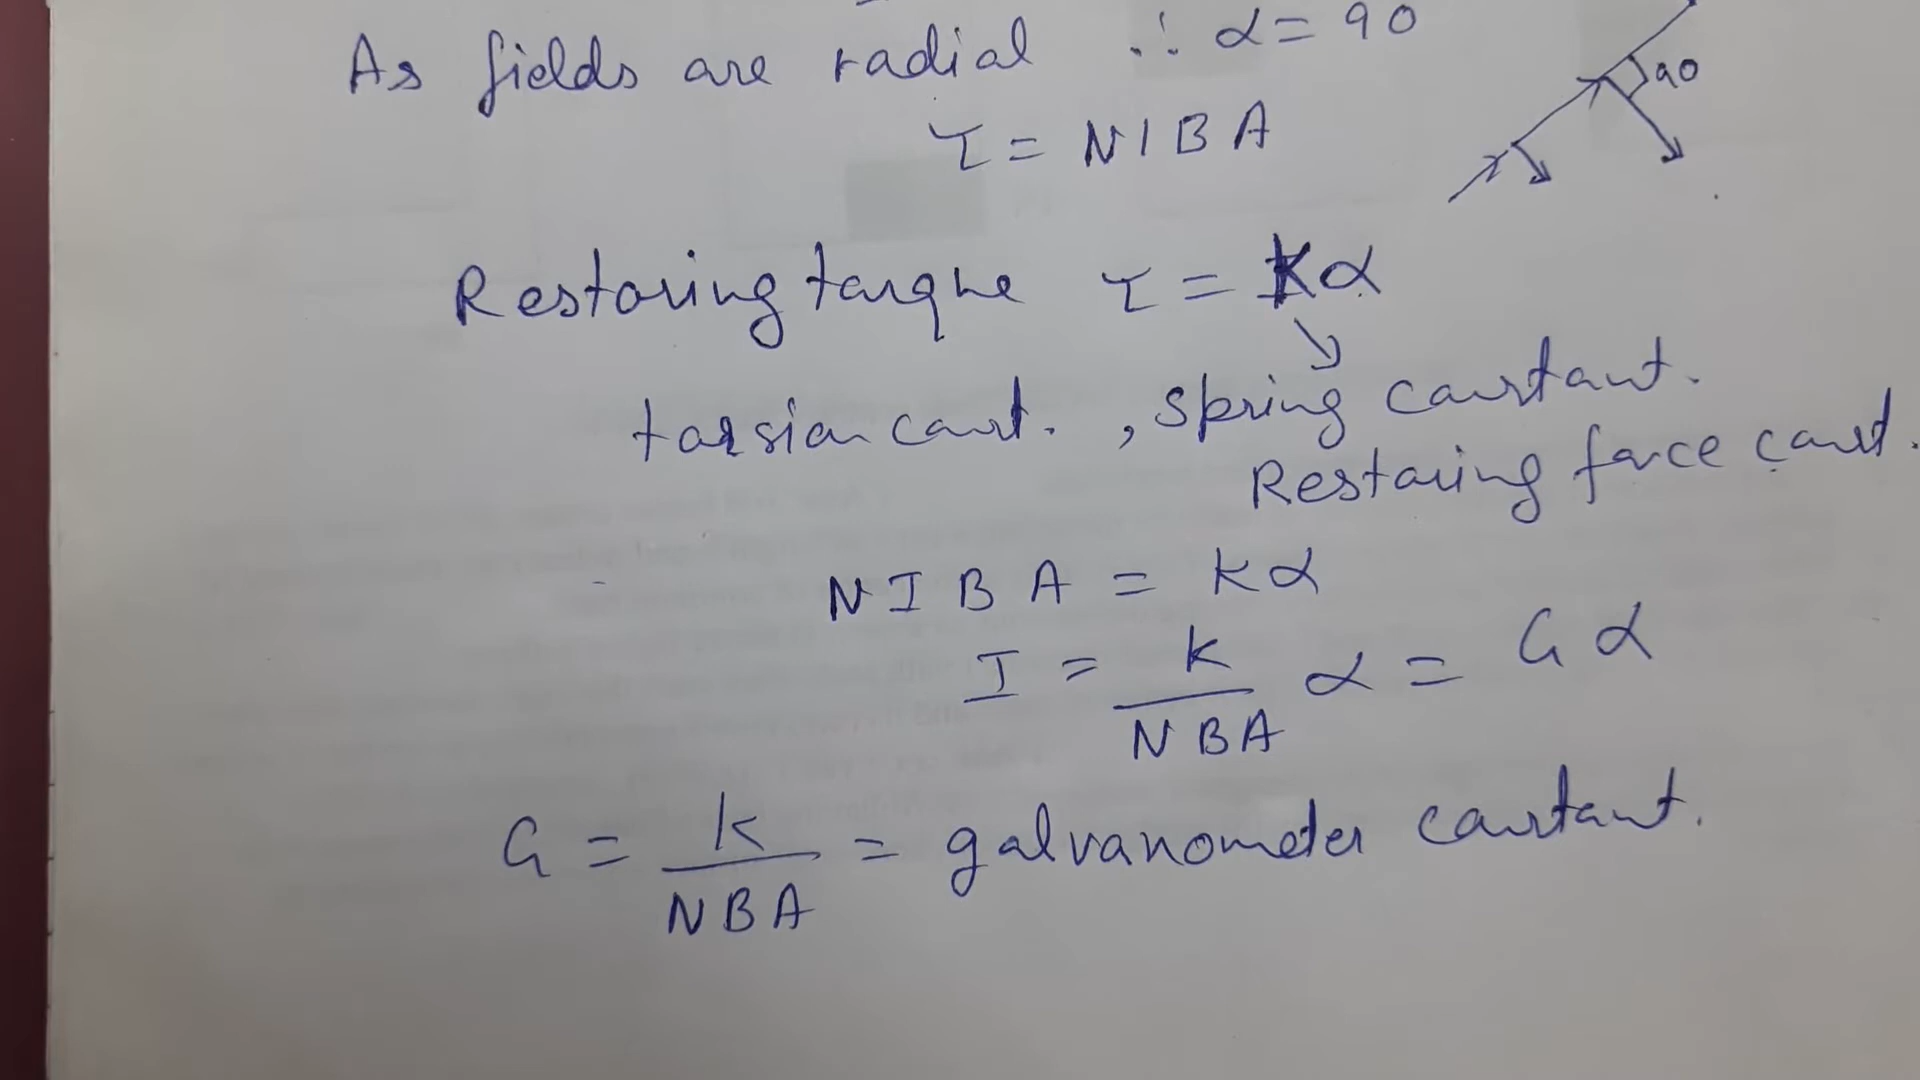 As fields are radial ∴ α = 90
90
τ = NIBA
Restoring torque τ = kα
torsion const. , spring constant.
Restoring force const.
NIBA = kα
I = k/NBA α = G α
G = k/NBA = galvanometer constant.